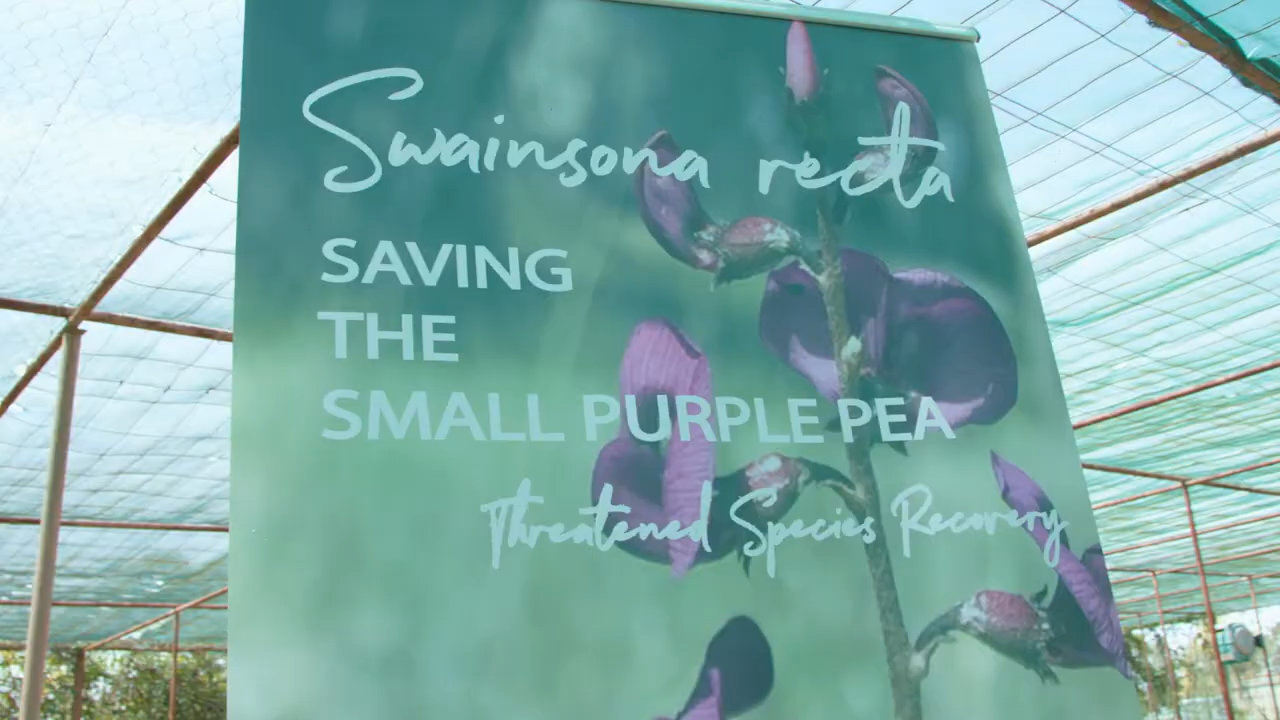 Swainsona recta
SAVING
THE
SMALL PURPLE PEA
Threatened Species Recovery